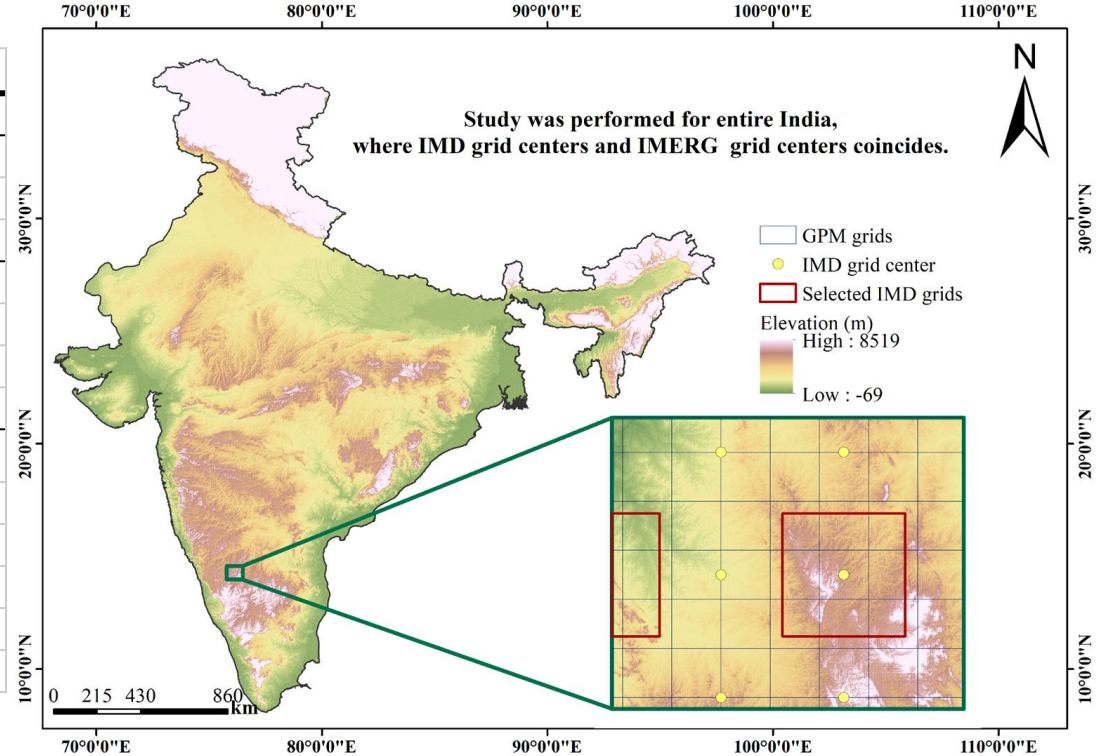 70°0'0"E 80°0'0"E 90°0'0"E 100°0'0"E 110°0'0"E
N
Study was performed for entire India,
where IMD grid centers and IMERG grid centers coincides.
30°0'0"N 30°0'0"N
GPM grids
IMD grid center
Selected IMD grids
Elevation (m)
High : 8519
Low : -69
20°0'0"N 20°0'0"N
10°0'0"N 10°0'0"N
0 215 430 860
km
70°0'0"E 80°0'0"E 90°0'0"E 100°0'0"E 110°0'0"E